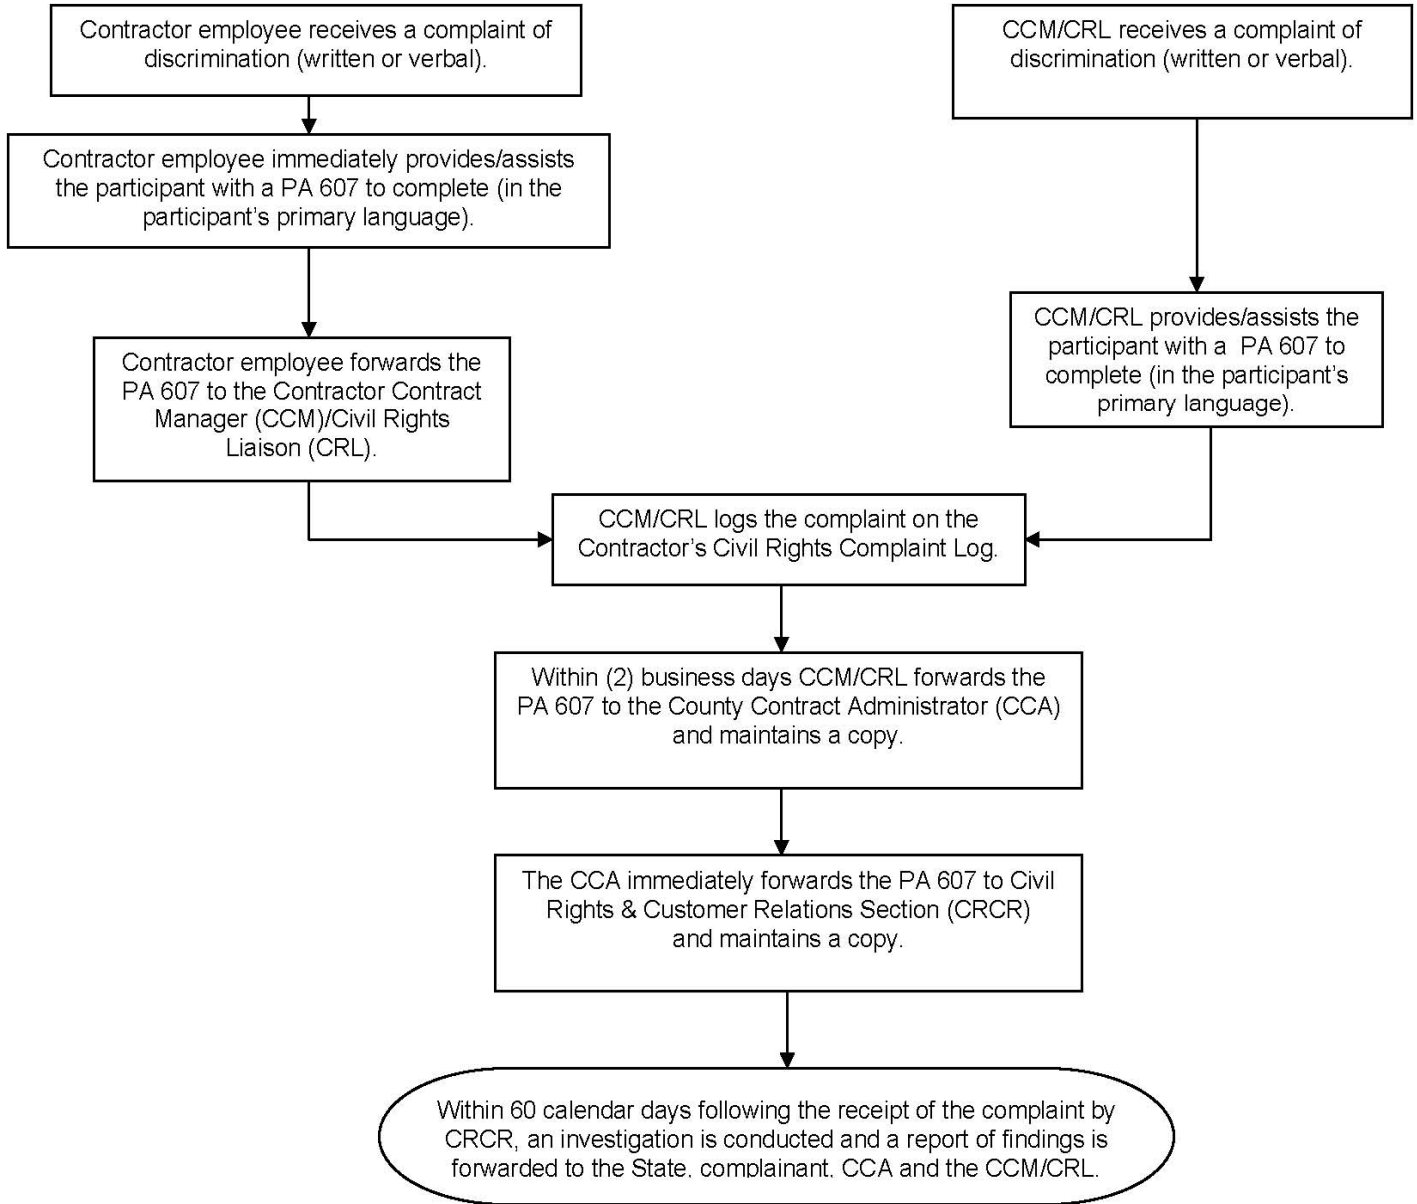 Contractor employee receives a complaint of
discrimination (written or verbal).
CCM/CRL receives a complaint of
discrimination (written or verbal).
Contractor employee immediately provides/assists
the participant with a PA 607 to complete (in the
participant’s primary language).
CCM/CRL provides/assists the
participant with a PA 607 to
complete (in the participant’s
primary language).
Contractor employee forwards the
PA 607 to the Contractor Contract
Manager (CCM)/Civil Rights
Liaison (CRL).
CCM/CRL logs the complaint on the
Contractor’s Civil Rights Complaint Log.
Within (2) business days CCM/CRL forwards the
PA 607 to the County Contract Administrator (CCA)
and maintains a copy.
The CCA immediately forwards the PA 607 to Civil
Rights & Customer Relations Section (CRCR)
and maintains a copy.
Within 60 calendar days following the receipt of the complaint by
CRCR, an investigation is conducted and a report of findings is
forwarded to the State, complainant, CCA and the CCM/CRL.